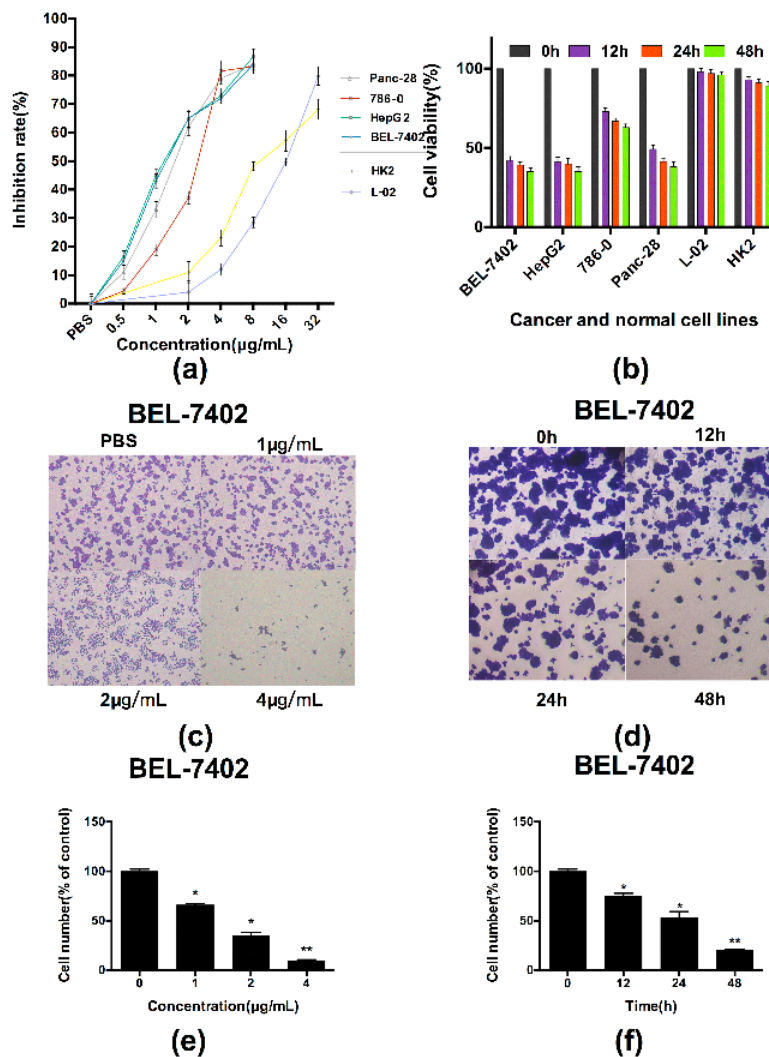 100
90
80
70
60
50
40
30
20
10
0
Inhibition rate(%)
PBS
0.5
1
2
4
8
16
32
Concentration(μg/mL)
Panc-28
786-0
HepG2
BEL-7402
HK2
L-02
(a)
0h 12h 24h 48h
100
50
0
Cell viability(%)
BEL-7402
HepG2
786-0
Panc-28
L-02
HK2
Cancer and normal cell lines
(b)
BEL-7402
PBS 1μg/mL
2μg/mL 4μg/mL
(c)
BEL-7402
0h 12h
24h 48h
(d)
BEL-7402
150
100
50
0
Cell number(% of control)
*
*
**
0 1 2 4
Concentration(μg/mL)
(e)
BEL-7402
150
100
50
0
Cell number(% of control)
*
*
**
0 12 24 48
Time(h)
(f)